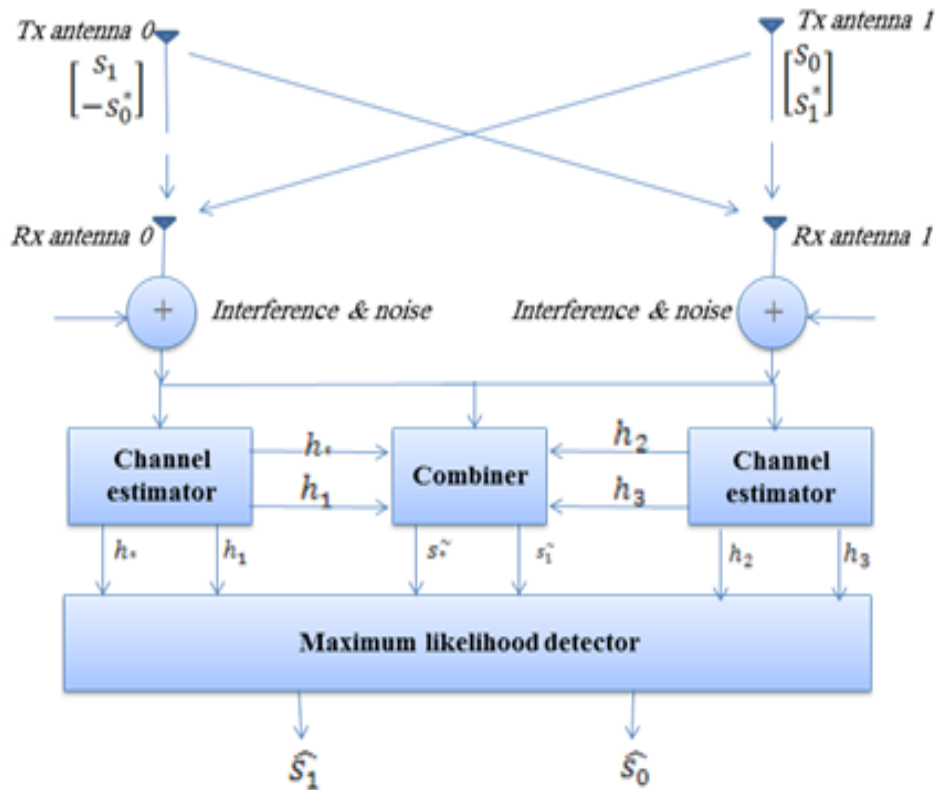 Tx antenna 0
Tx antenna 1
[s₁
−s₀*]
[s₀
s₁*]
Rx antenna 0
Rx antenna 1
+
Interference & noise
Interference & noise
+
Channel estimator
h∘
h₁
Combiner
h₂
h₃
Channel estimator
h∘
h₁
s∘~
s₁~
h₂
h₃
Maximum likelihood detector
ŝ₁
ŝ₀